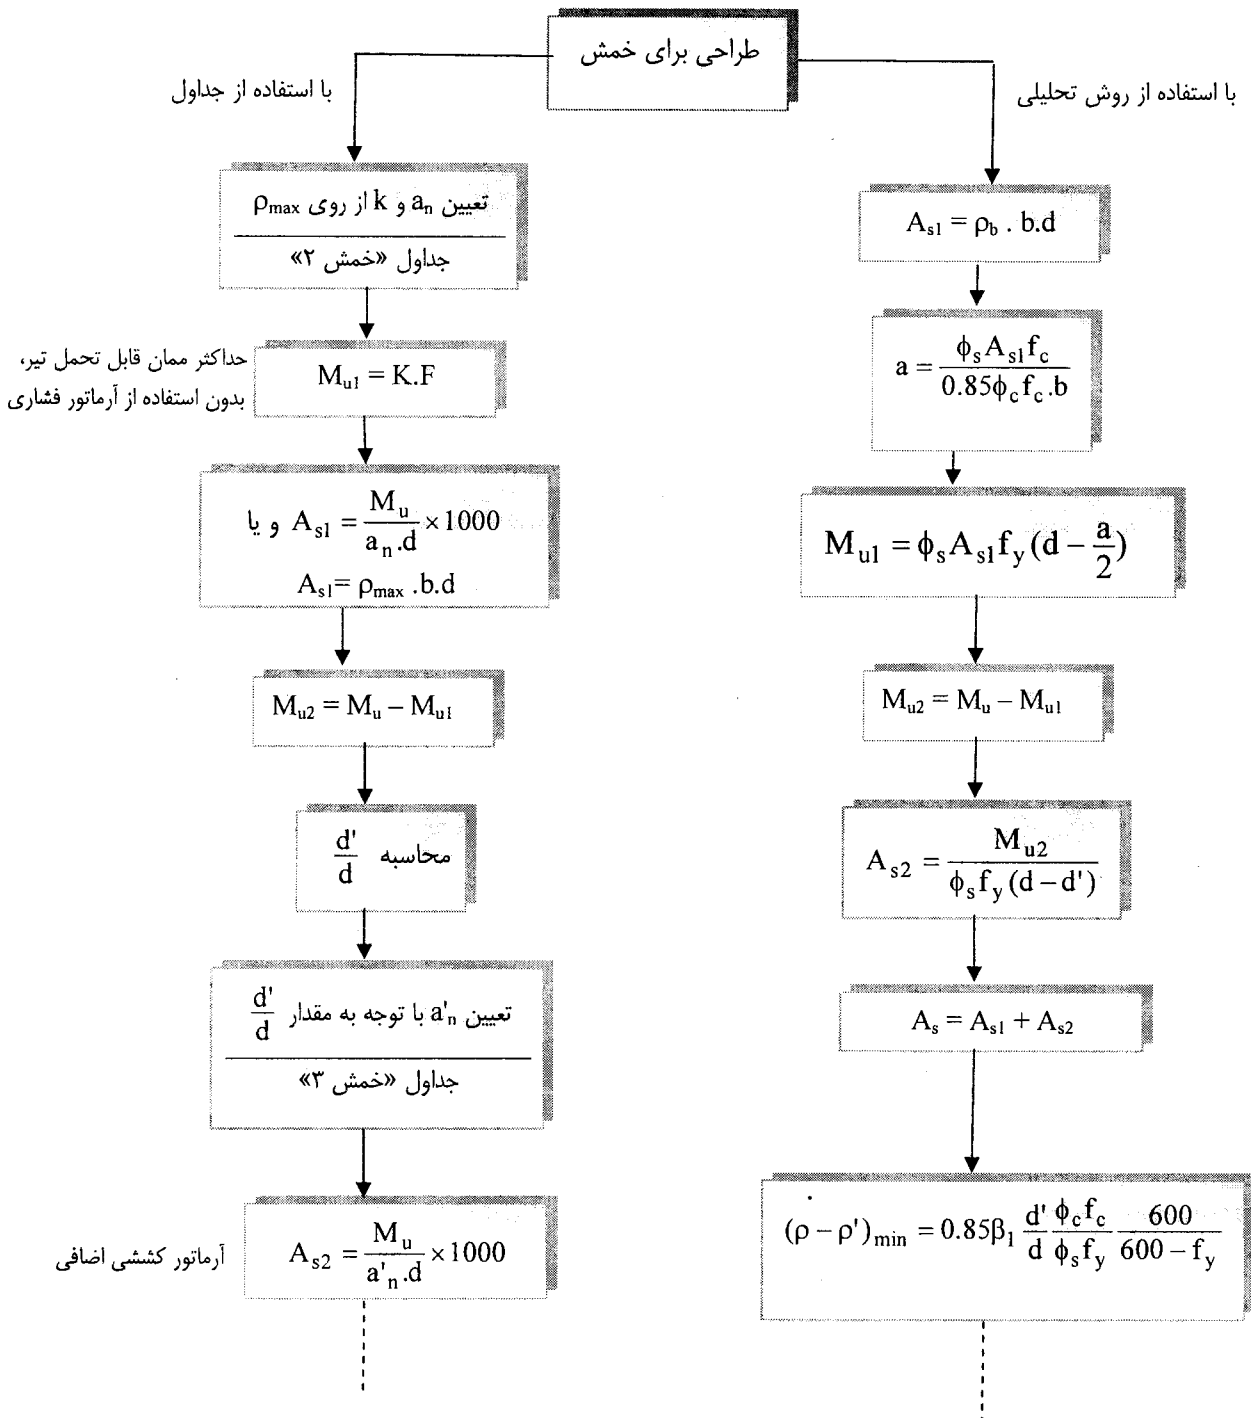 طراحی برای خمش
با استفاده از جداول
با استفاده از روش تحلیلی
تعیین aₙ و k از روی ρmax
جداول «خمش ۲»
حداکثر ممان قابل تحمل تیر،
بدون استفاده از آرماتور فشاری
Mu1 = K.F
As1 = Mu / an.d × 1000 و یا
As1= ρmax .b.d
Mu2 = Mu – Mu1
محاسبه d'/d
تعیین a'n با توجه به مقدار d'/d
جداول «خمش ۳»
آرماتور کششی اضافی
As2 = Mu / a'n.d × 1000
As1 = ρb . b.d
a = ϕsAs1fc / 0.85ϕcfc.b
Mu1 = ϕsAs1fy(d – a/2)
Mu2 = Mu – Mu1
As2 = Mu2 / ϕsfy(d – d')
As = As1 + As2
(ρ – ρ')min = 0.85β1 d'/d ϕcfc/ϕsfy 600/600 – fy